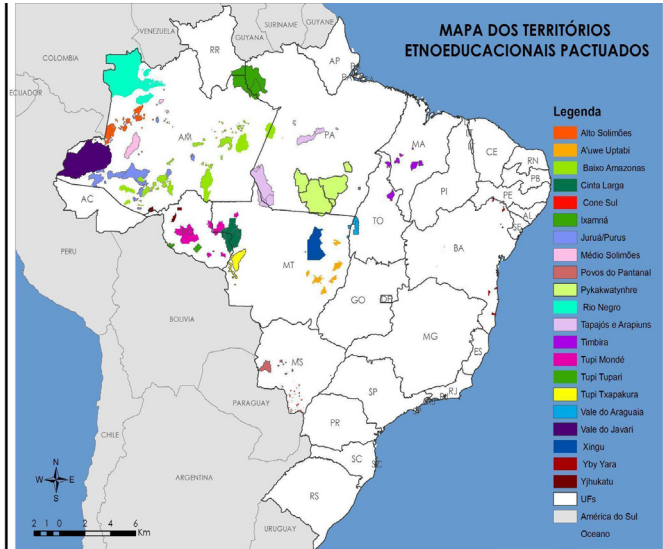 MAPA DOS TERRITÓRIOS
ETNOEDUCACIONAIS PACTUADOS
VENEZUELA
SURINAME
GUYANE
GUYANA
COLOMBIA
ECUADOR
RR
AP
AM
PA
MA
CE
RN
PB
PE
AL
SE
PI
AC
TO
BA
MT
GO
DF
MG
ES
MS
SP
RJ
PR
SC
SC
RS
PERU
BOLIVIA
PARAGUAY
CHILE
ARGENTINA
URUGUAY
Legenda
Alto Solimões
A'uwe Uptabi
Baixo Amazonas
Cinta Larga
Cone Sul
Ixamná
Juruá/Purus
Médio Solimões
Povos do Pantanal
Pykakwatynhre
Rio Negro
Tapajós e Arapiuns
Timbira
Tupi Mondé
Tupi Tupari
Tupi Txapakura
Vale do Araguaia
Vale do Javari
Xingu
Yby Yara
Yjhukatu
UFs
América do Sul
Oceano
N
W E
S
2 1 0 2 4 6
Km